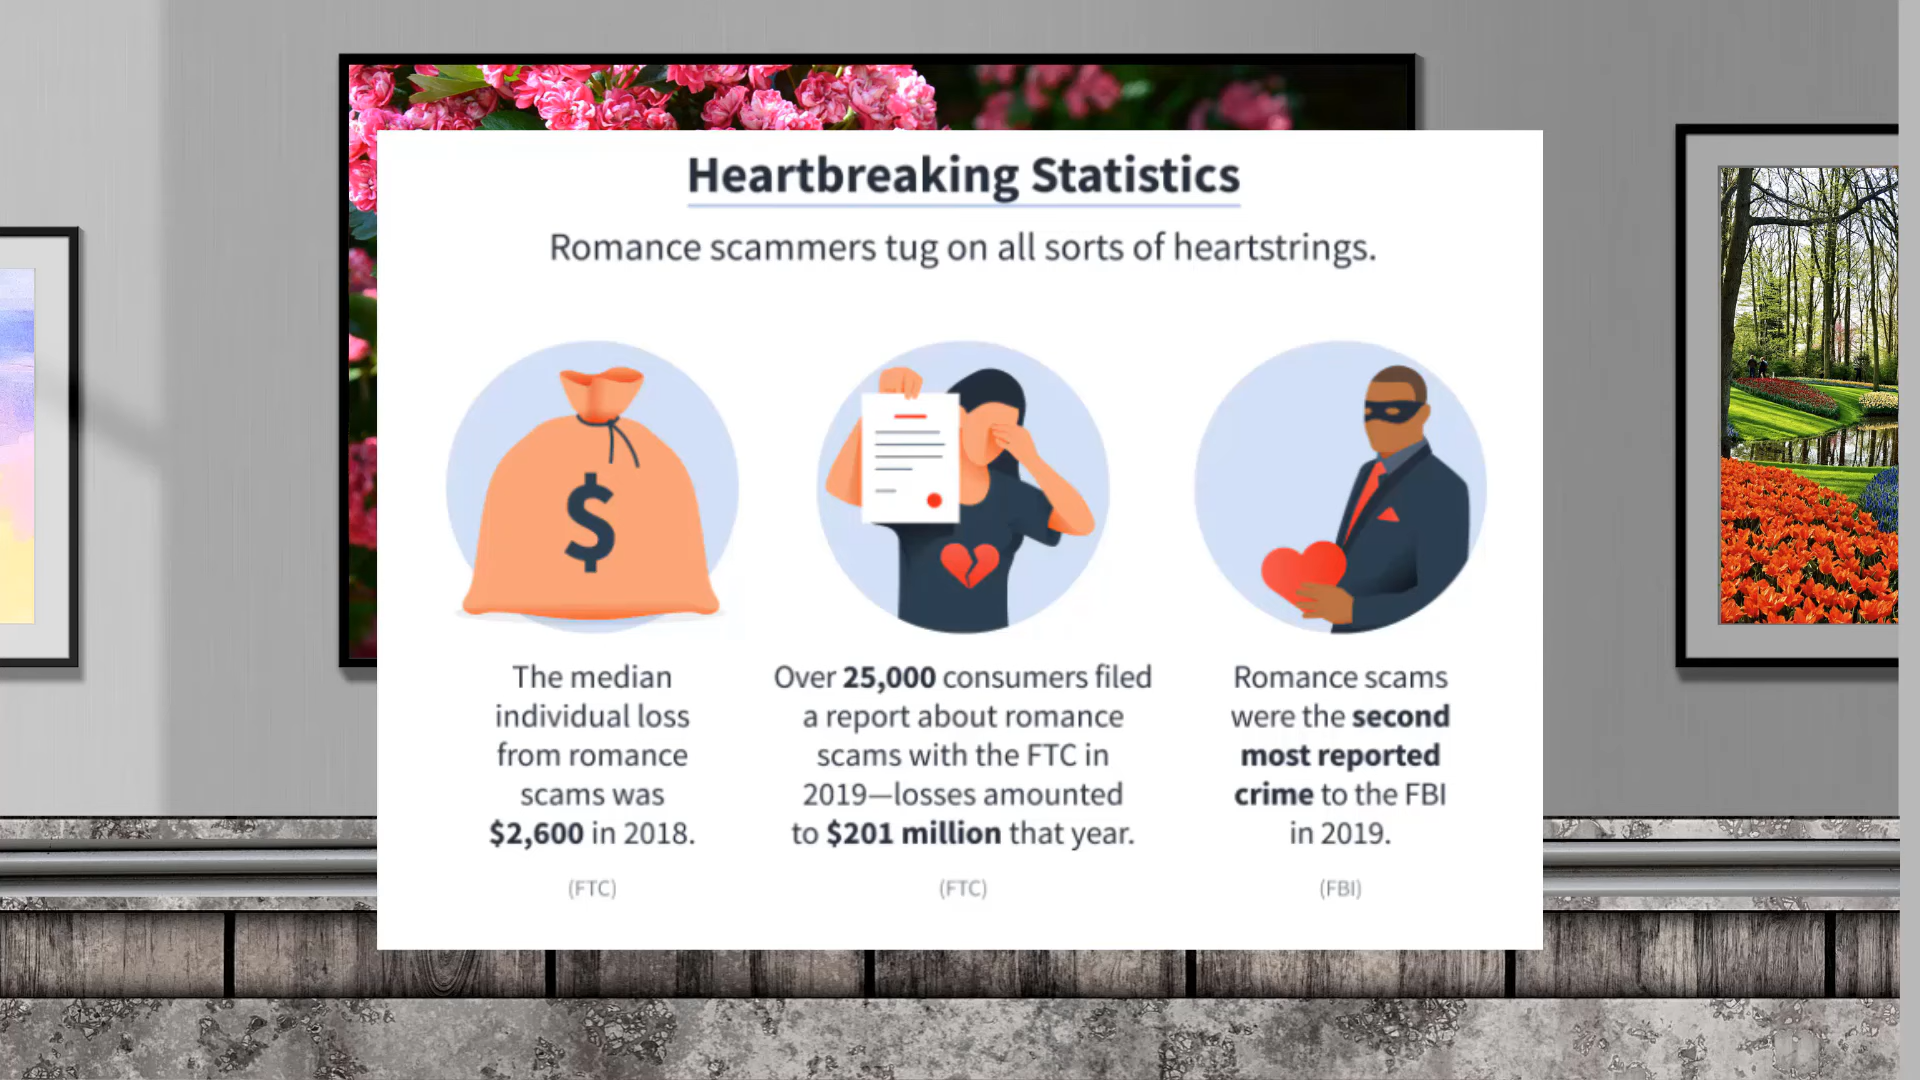 Heartbreaking Statistics
Romance scammers tug on all sorts of heartstrings.
$
The median
individual loss
from romance
scams was
$2,600 in 2018.
(FTC)
Over 25,000 consumers filed
a report about romance
scams with the FTC in
2019—losses amounted
to $201 million that year.
(FTC)
Romance scams
were the second
most reported
crime to the FBI
in 2019.
(FBI)